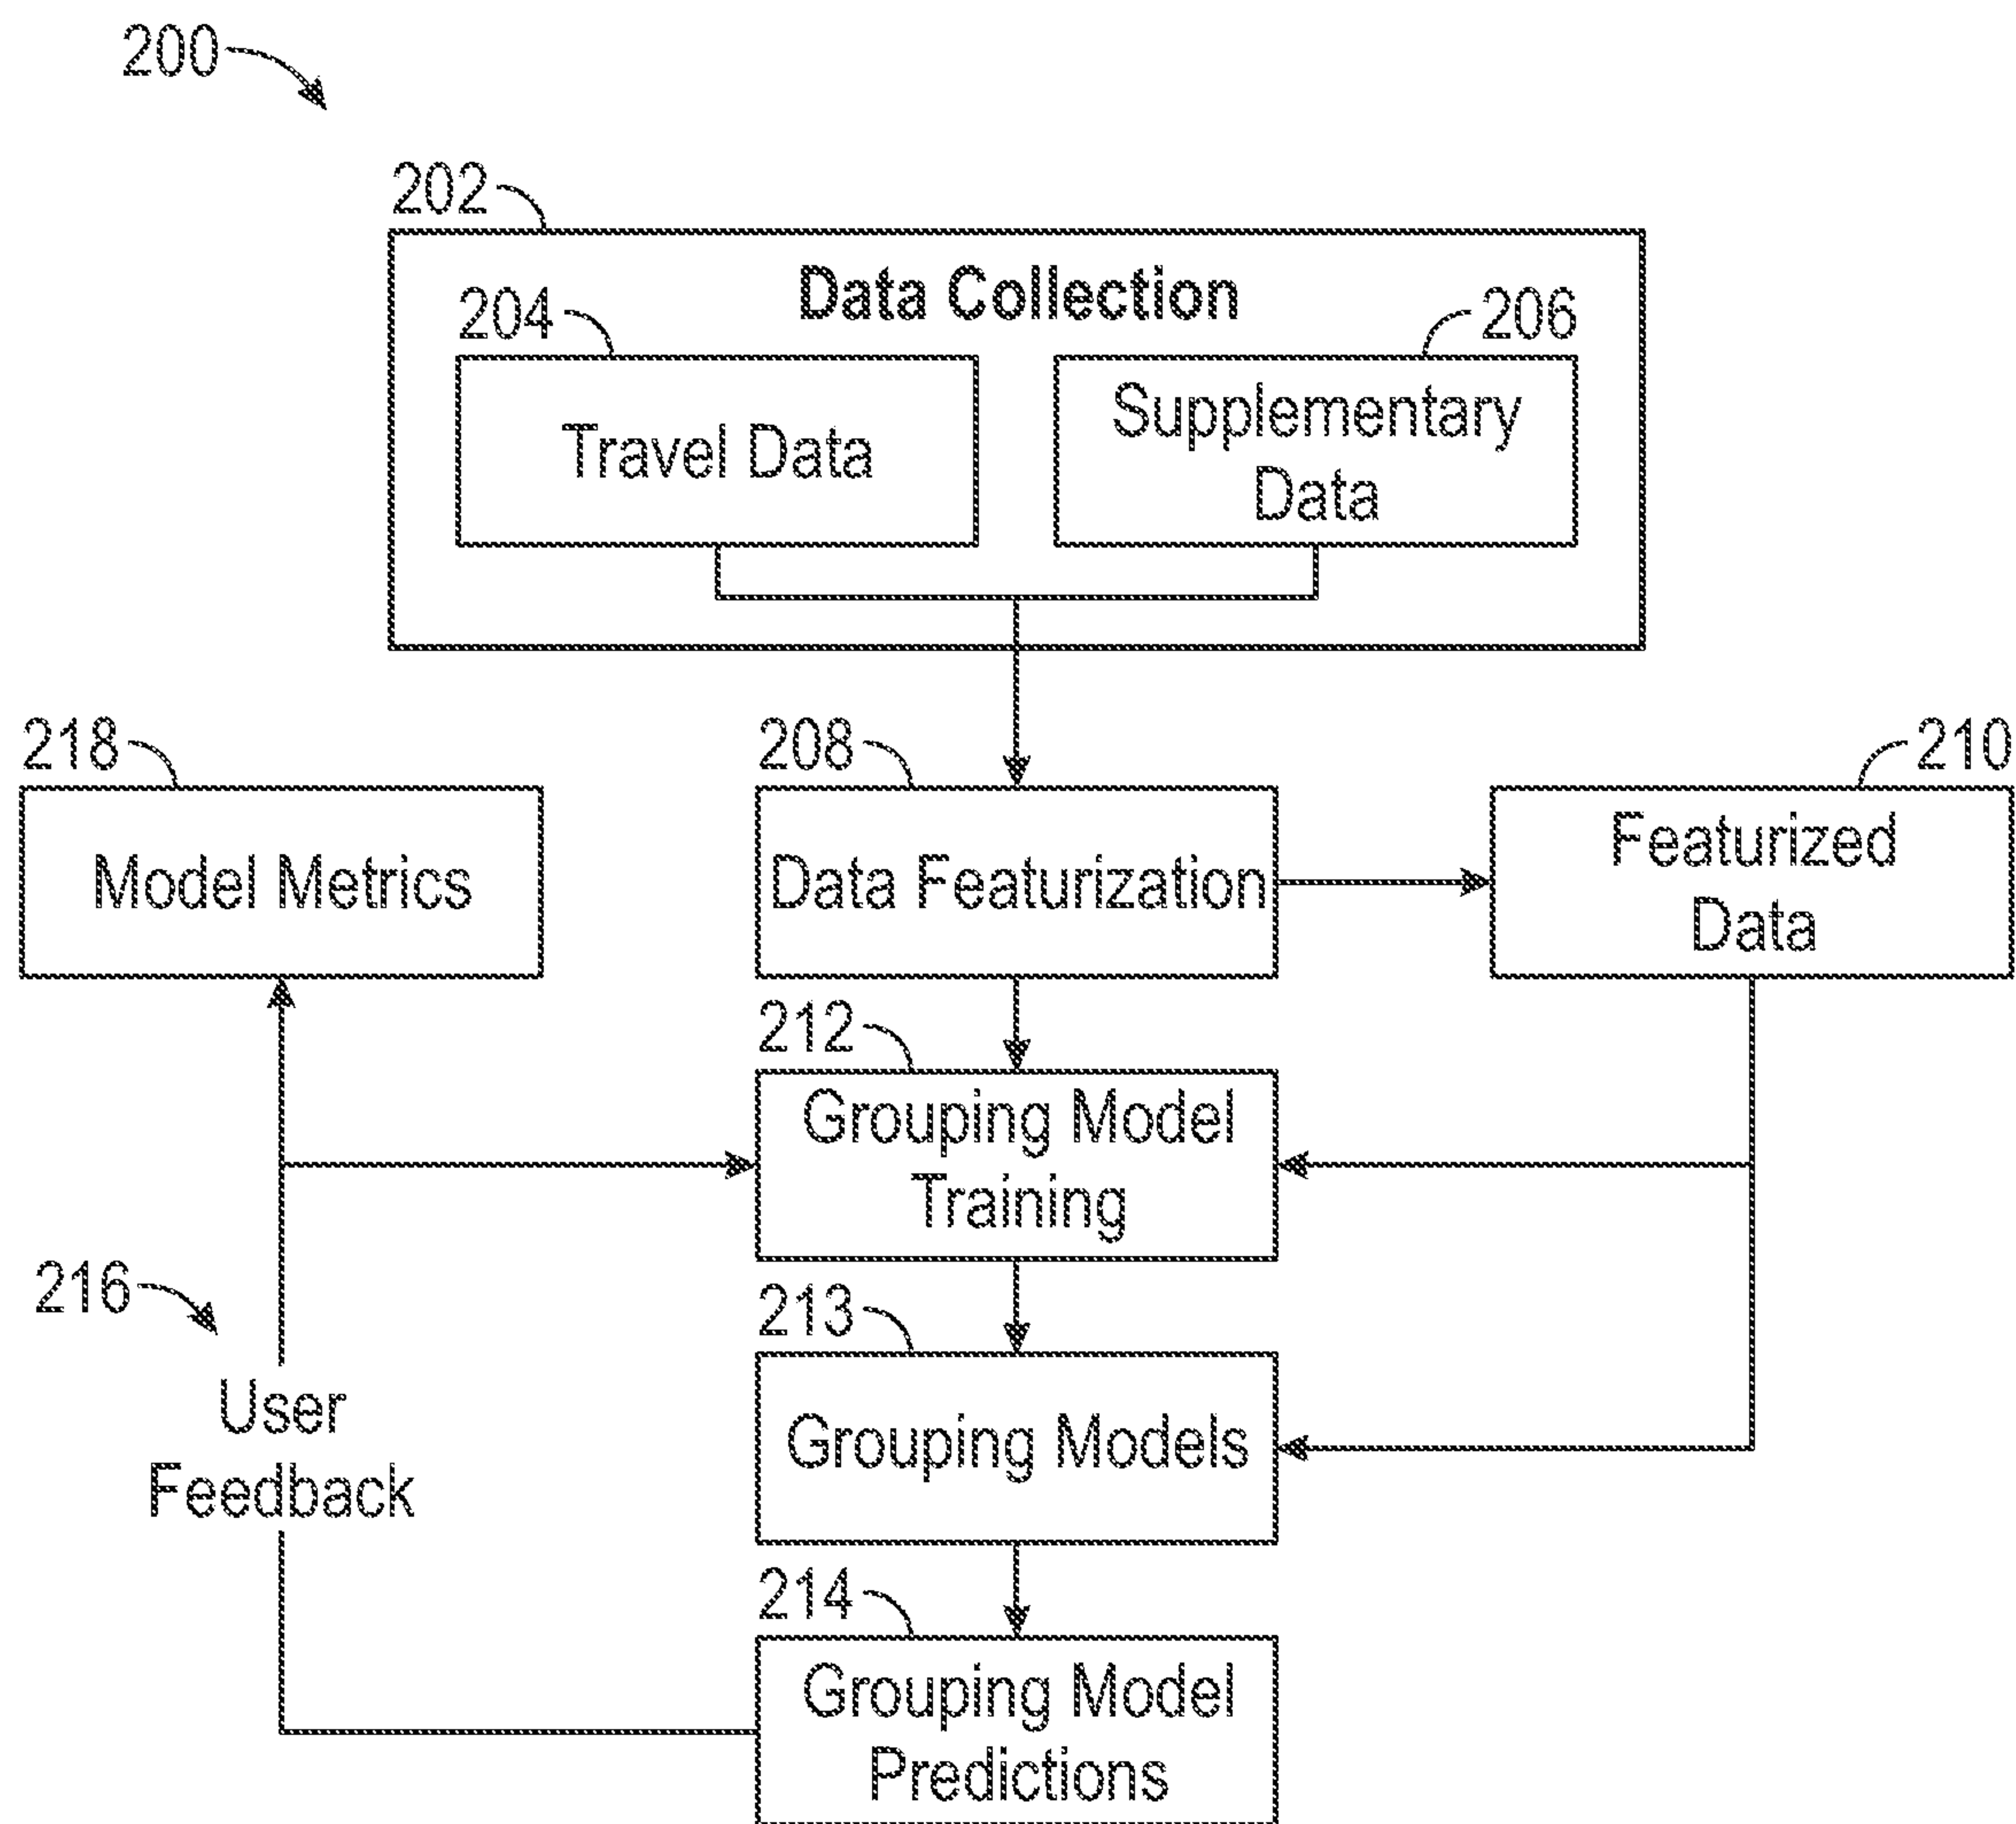 200
202
Data Collection
204
206
Travel Data
Supplementary
Data
218
208
210
Model Metrics
Data Featurization
Featurized
Data
212
Grouping Model
Training
216
213
User
Feedback
Grouping Models
214
Grouping Model
Predictions